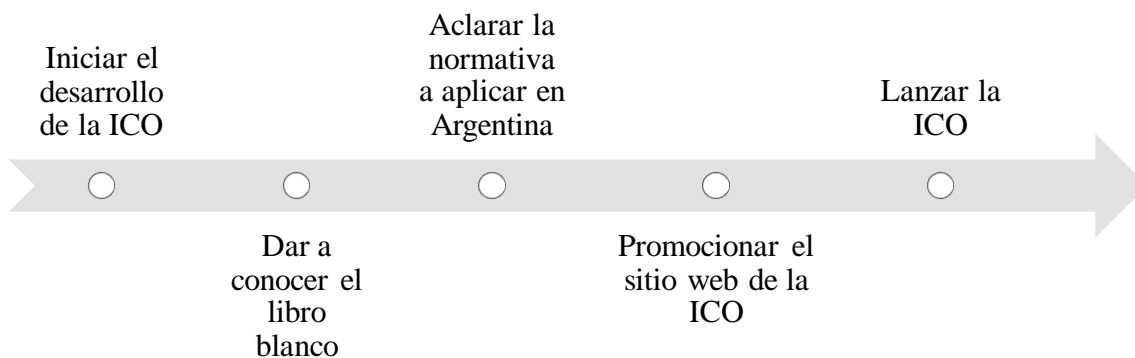 Iniciar el
desarrollo
de la ICO
Dar a
conocer el
libro
blanco
Aclarar la
normativa
a aplicar en
Argentina
Promocionar el
sitio web de la
ICO
Lanzar la
ICO